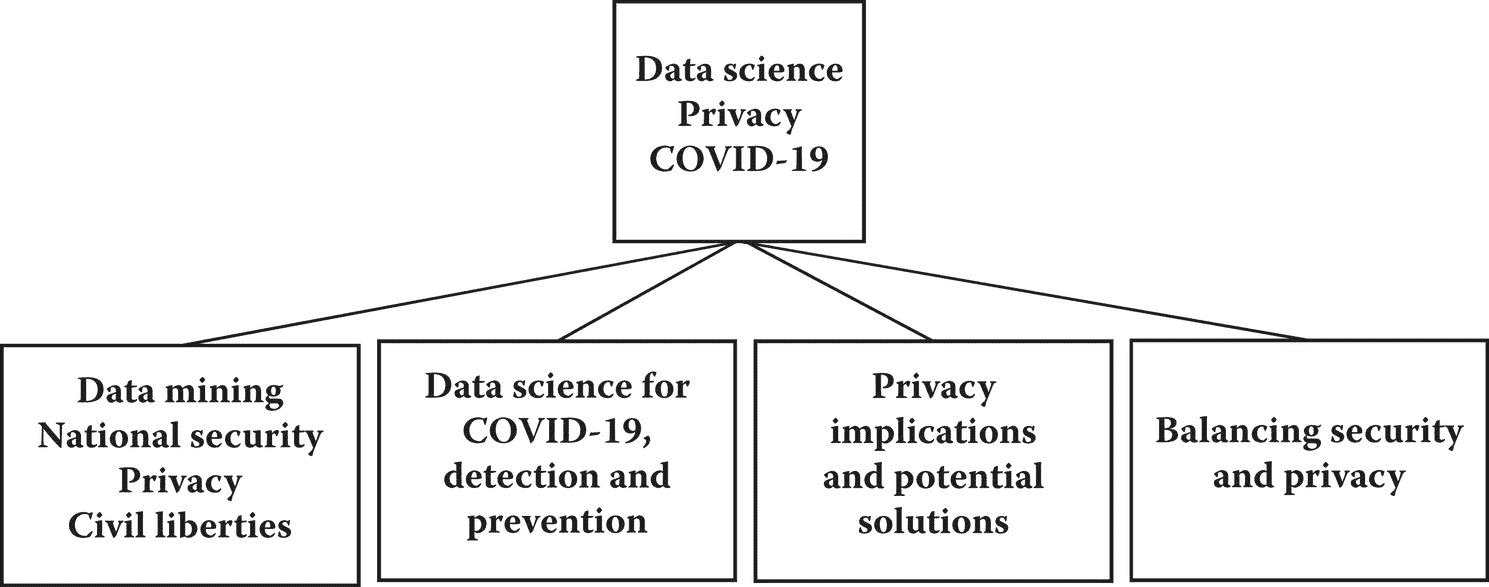 Data science
Privacy
COVID-19
Data mining
National security
Privacy
Civil liberties
Data science for
COVID-19,
detection and
prevention
Privacy
implications
and potential
solutions
Balancing security
and privacy